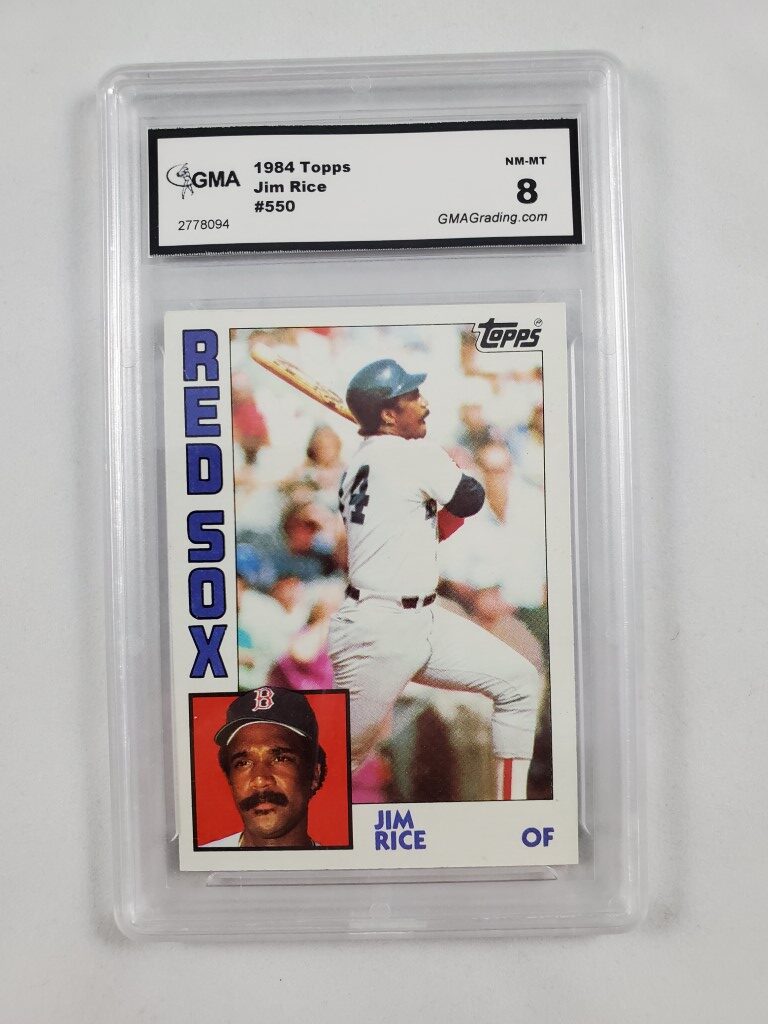 GMA
1984 Topps
Jim Rice
#550
2778094
NM-MT
8
GMAGrading.com
RED SOX
Topps
B
JIM
RICE
OF